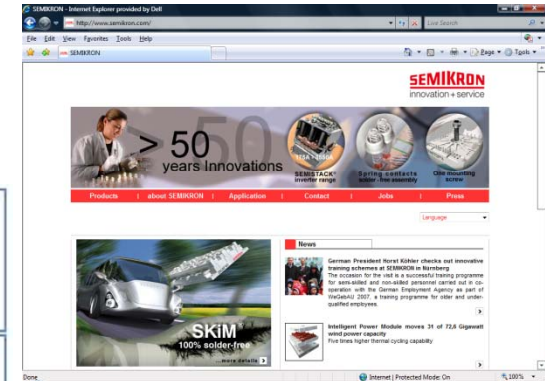 SEMIKRON - Internet Explorer provided by Dell
http://www.semikron.com/
Live Search
File Edit View Favorites Tools Help
SEMIKRON
Page Tools
SEMIKRON
innovation + service
> 50
years Innovations
SEMISTACK®
inverter range
Spring contacts
solder-free assembly
One mounting
screw
Products | about SEMIKRON | Application | Contact | Jobs | Press
Language
SKiM
100% solder-free
...more details
News
German President Horst Köhler checks out innovative
training schemes at SEMIKRON in Nürnberg
The occasion for the visit is a successful training programme
for semi-skilled and non-skilled personnel carried out in co-
operation with the German Employment Agency as part of
WeGebAU 2007, a training programme for older and under-
qualified employees.
Intelligent Power Module moves 31 of 72,6 Gigawatt
wind power capacity
Five times higher thermal cycling capability
Done
Internet | Protected Mode: On
100%